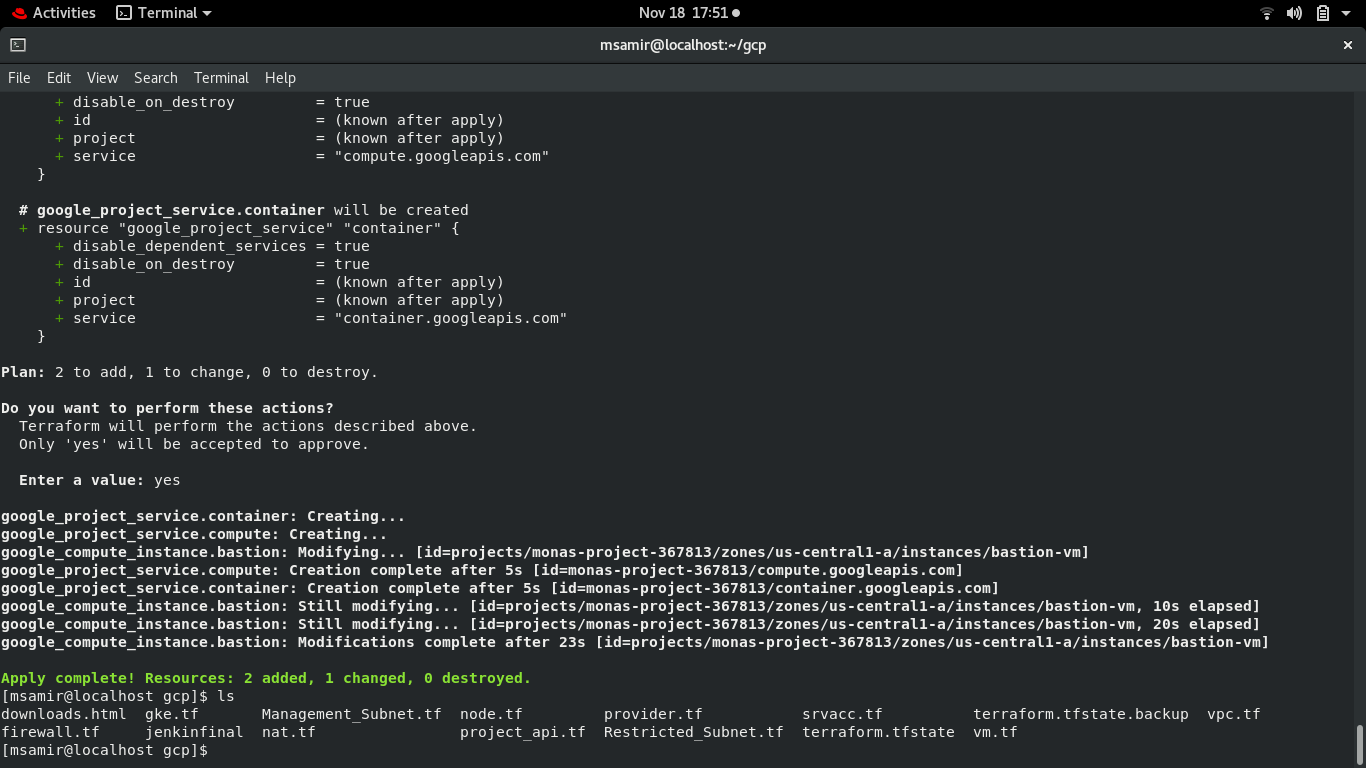 Activities Terminal Nov 18 17:51
msamir@localhost:~/gcp ×
File Edit View Search Terminal Help
      + disable_on_destroy         = true
      + id                         = (known after apply)
      + project                    = (known after apply)
      + service                    = "compute.googleapis.com"
    }

  # google_project_service.container will be created
  + resource "google_project_service" "container" {
      + disable_dependent_services = true
      + disable_on_destroy         = true
      + id                         = (known after apply)
      + project                    = (known after apply)
      + service                    = "container.googleapis.com"
    }

Plan: 2 to add, 1 to change, 0 to destroy.

Do you want to perform these actions?
  Terraform will perform the actions described above.
  Only 'yes' will be accepted to approve.

  Enter a value: yes

google_project_service.container: Creating...
google_project_service.compute: Creating...
google_compute_instance.bastion: Modifying... [id=projects/monas-project-367813/zones/us-central1-a/instances/bastion-vm]
google_project_service.compute: Creation complete after 5s [id=monas-project-367813/compute.googleapis.com]
google_project_service.container: Creation complete after 5s [id=monas-project-367813/container.googleapis.com]
google_compute_instance.bastion: Still modifying... [id=projects/monas-project-367813/zones/us-central1-a/instances/bastion-vm, 10s elapsed]
google_compute_instance.bastion: Still modifying... [id=projects/monas-project-367813/zones/us-central1-a/instances/bastion-vm, 20s elapsed]
google_compute_instance.bastion: Modifications complete after 23s [id=projects/monas-project-367813/zones/us-central1-a/instances/bastion-vm]

Apply complete! Resources: 2 added, 1 changed, 0 destroyed.
[msamir@localhost gcp]$ ls
downloads.html  gke.tf       Management_Subnet.tf  node.tf         provider.tf           srvacc.tf          terraform.tfstate.backup  vpc.tf
firewall.tf     jenkinfinal  nat.tf                project_api.tf  Restricted_Subnet.tf  terraform.tfstate  vm.tf
[msamir@localhost gcp]$